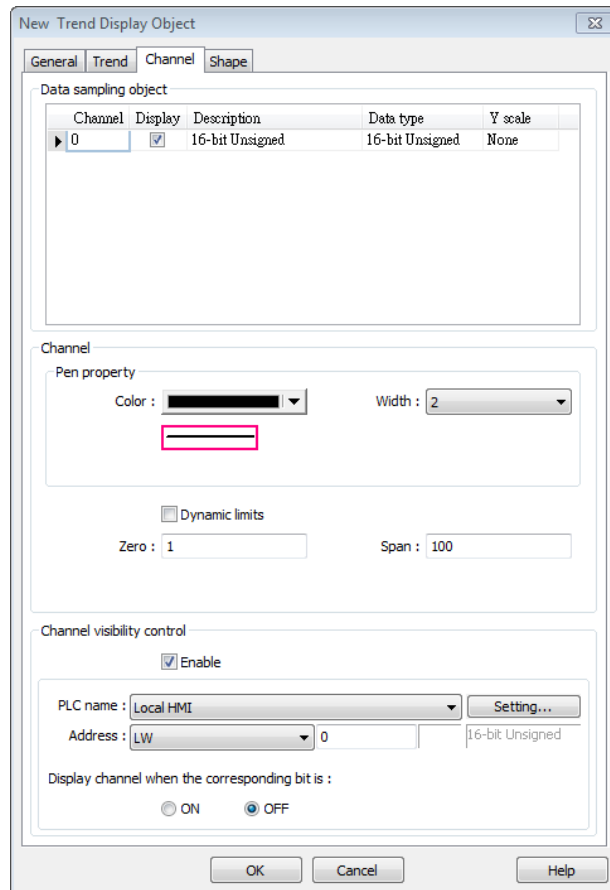 New Trend Display Object
General Trend Channel Shape
Data sampling object
Channel Display Description Data type Y scale
0 16-bit Unsigned 16-bit Unsigned None
Channel
Pen property
Color : Width : 2
Dynamic limits
Zero : 1 Span : 100
Channel visibility control
Enable
PLC name : Local HMI Setting...
Address : LW 0 16-bit Unsigned
Display channel when the corresponding bit is :
ON OFF
OK Cancel Help